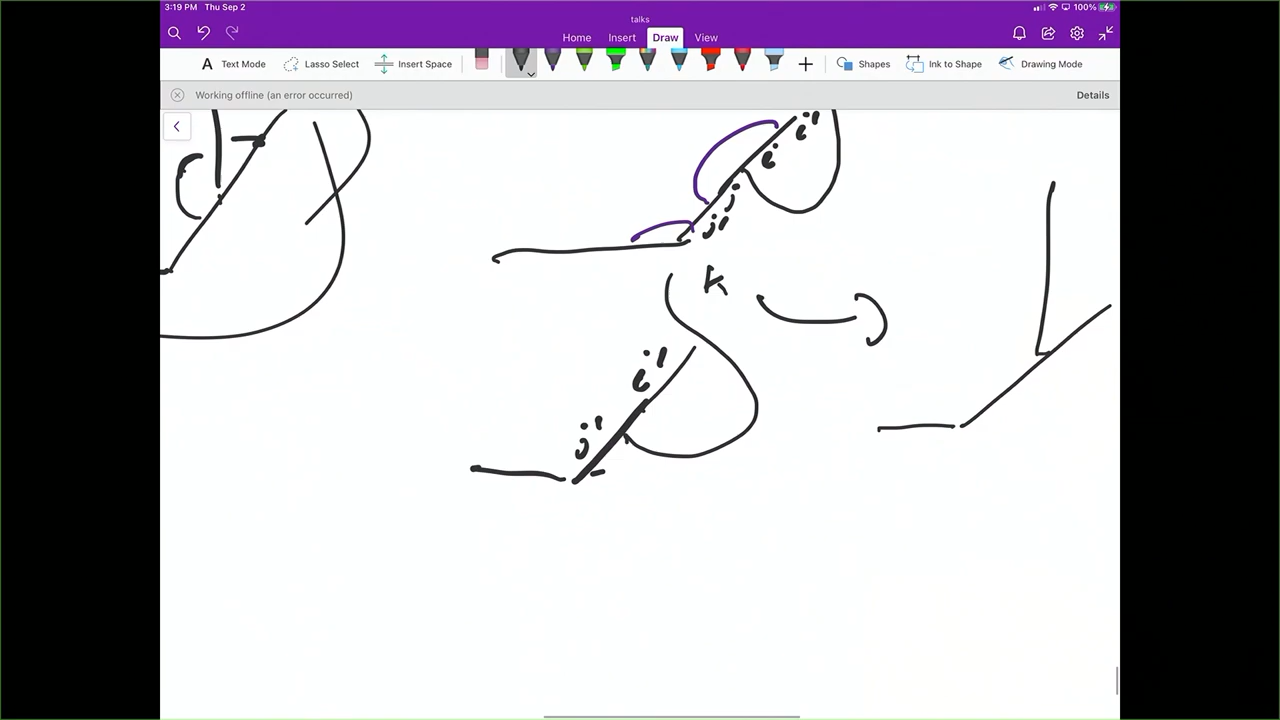 3:19 PM Thu Sep 2
100%
talks
Home Insert Draw View
A Text Mode Lasso Select Insert Space Shapes Ink to Shape Drawing Mode
Working offline (an error occurred) Details
i i'
j
j'
k
i'
j'